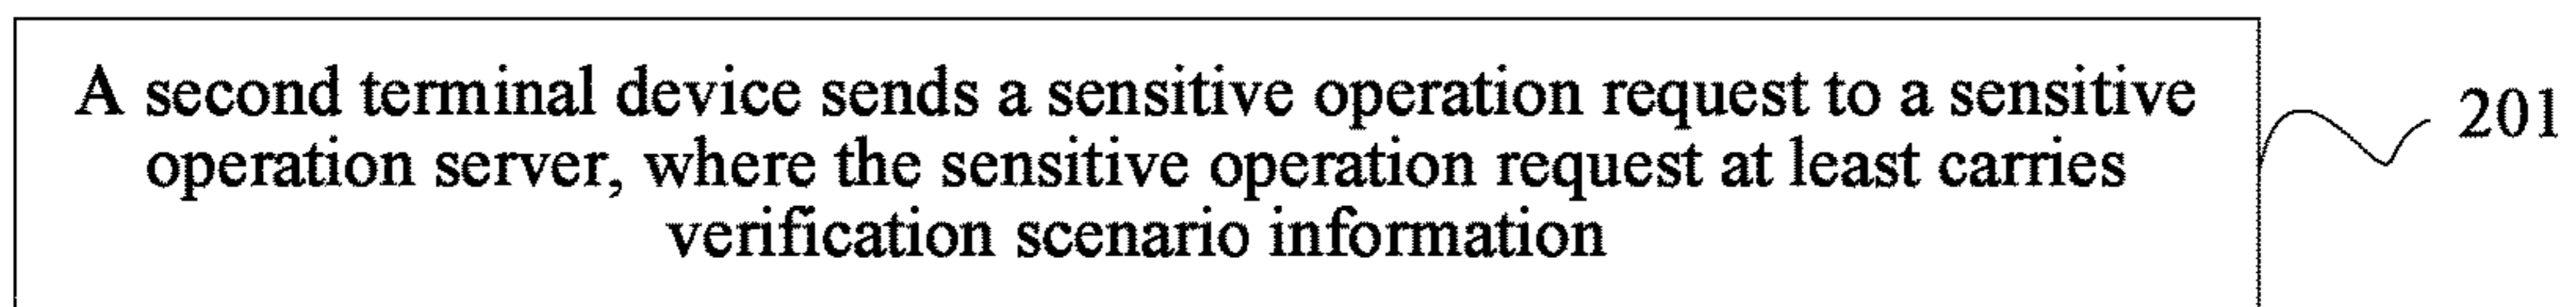 A second terminal device sends a sensitive operation request to a sensitive
operation server, where the sensitive operation request at least carries
verification scenario information
201